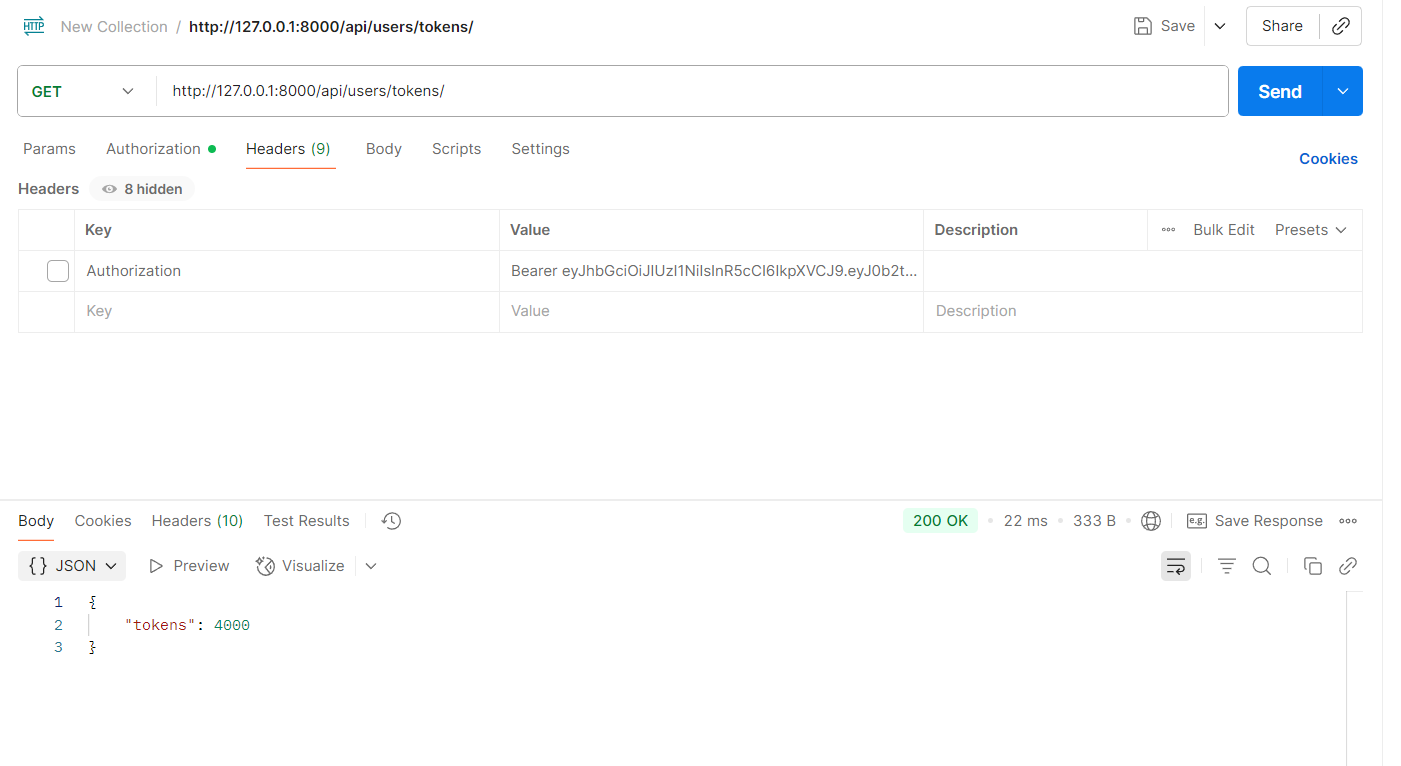 HTTP New Collection / http://127.0.0.1:8000/api/users/tokens/ Save Share
GET http://127.0.0.1:8000/api/users/tokens/ Send
Params Authorization Headers (9) Body Scripts Settings Cookies
Headers 8 hidden
Key Value Description Bulk Edit Presets
Authorization Bearer eyJhbGciOiJIUzI1NiIsInR5cCI6IkpXVCJ9.eyJ0b2t...
Key Value Description
Body Cookies Headers (10) Test Results 200 OK 22 ms 333 B e.g. Save Response
{} JSON Preview Visualize
1 {
2 "tokens": 4000
3 }